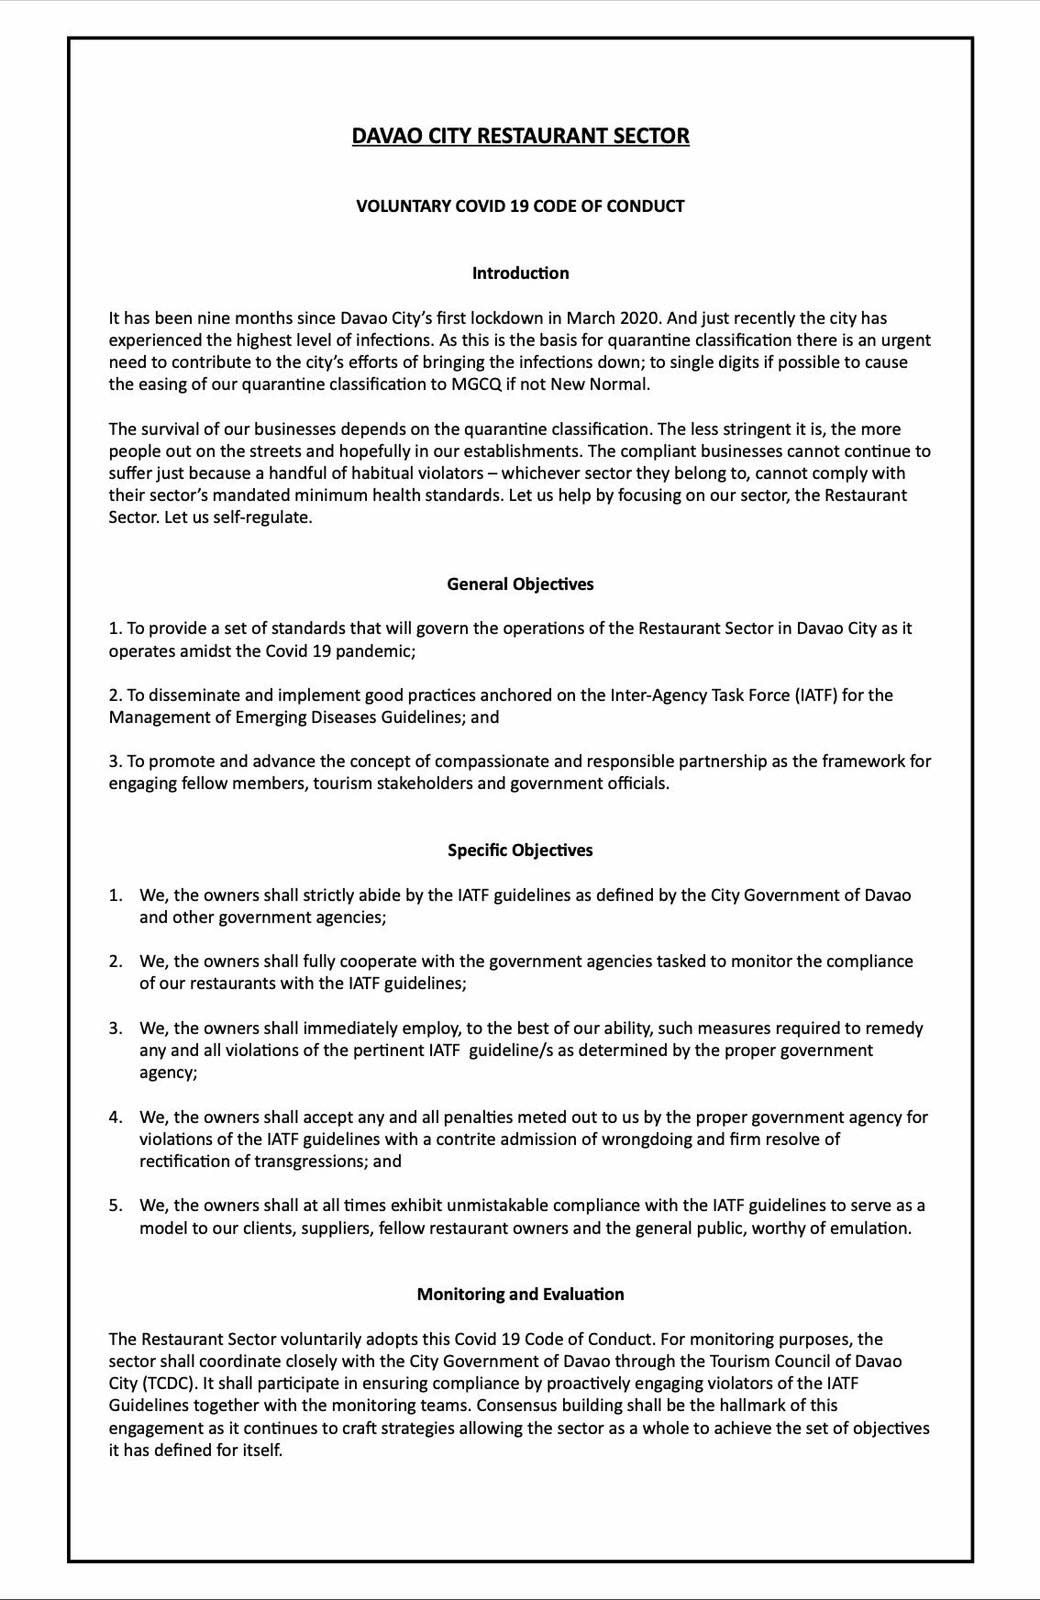 DAVAO CITY RESTAURANT SECTOR
VOLUNTARY COVID 19 CODE OF CONDUCT
Introduction
It has been nine months since Davao City’s first lockdown in March 2020. And just recently the city has
experienced the highest level of infections. As this is the basis for quarantine classification there is an urgent
need to contribute to the city’s efforts of bringing the infections down; to single digits if possible to cause
the easing of our quarantine classification to MGCQ if not New Normal.
The survival of our businesses depends on the quarantine classification. The less stringent it is, the more
people out on the streets and hopefully in our establishments. The compliant businesses cannot continue to
suffer just because a handful of habitual violators – whichever sector they belong to, cannot comply with
their sector’s mandated minimum health standards. Let us help by focusing on our sector, the Restaurant
Sector. Let us self-regulate.
General Objectives
1. To provide a set of standards that will govern the operations of the Restaurant Sector in Davao City as it
operates amidst the Covid 19 pandemic;
2. To disseminate and implement good practices anchored on the Inter-Agency Task Force (IATF) for the
Management of Emerging Diseases Guidelines; and
3. To promote and advance the concept of compassionate and responsible partnership as the framework for
engaging fellow members, tourism stakeholders and government officials.
Specific Objectives
1. We, the owners shall strictly abide by the IATF guidelines as defined by the City Government of Davao
and other government agencies;
2. We, the owners shall fully cooperate with the government agencies tasked to monitor the compliance
of our restaurants with the IATF guidelines;
3. We, the owners shall immediately employ, to the best of our ability, such measures required to remedy
any and all violations of the pertinent IATF guideline/s as determined by the proper government
agency;
4. We, the owners shall accept any and all penalties meted out to us by the proper government agency for
violations of the IATF guidelines with a contrite admission of wrongdoing and firm resolve of
rectification of transgressions; and
5. We, the owners shall at all times exhibit unmistakable compliance with the IATF guidelines to serve as a
model to our clients, suppliers, fellow restaurant owners and the general public, worthy of emulation.
Monitoring and Evaluation
The Restaurant Sector voluntarily adopts this Covid 19 Code of Conduct. For monitoring purposes, the
sector shall coordinate closely with the City Government of Davao through the Tourism Council of Davao
City (TCDC). It shall participate in ensuring compliance by proactively engaging violators of the IATF
Guidelines together with the monitoring teams. Consensus building shall be the hallmark of this
engagement as it continues to craft strategies allowing the sector as a whole to achieve the set of objectives
it has defined for itself.